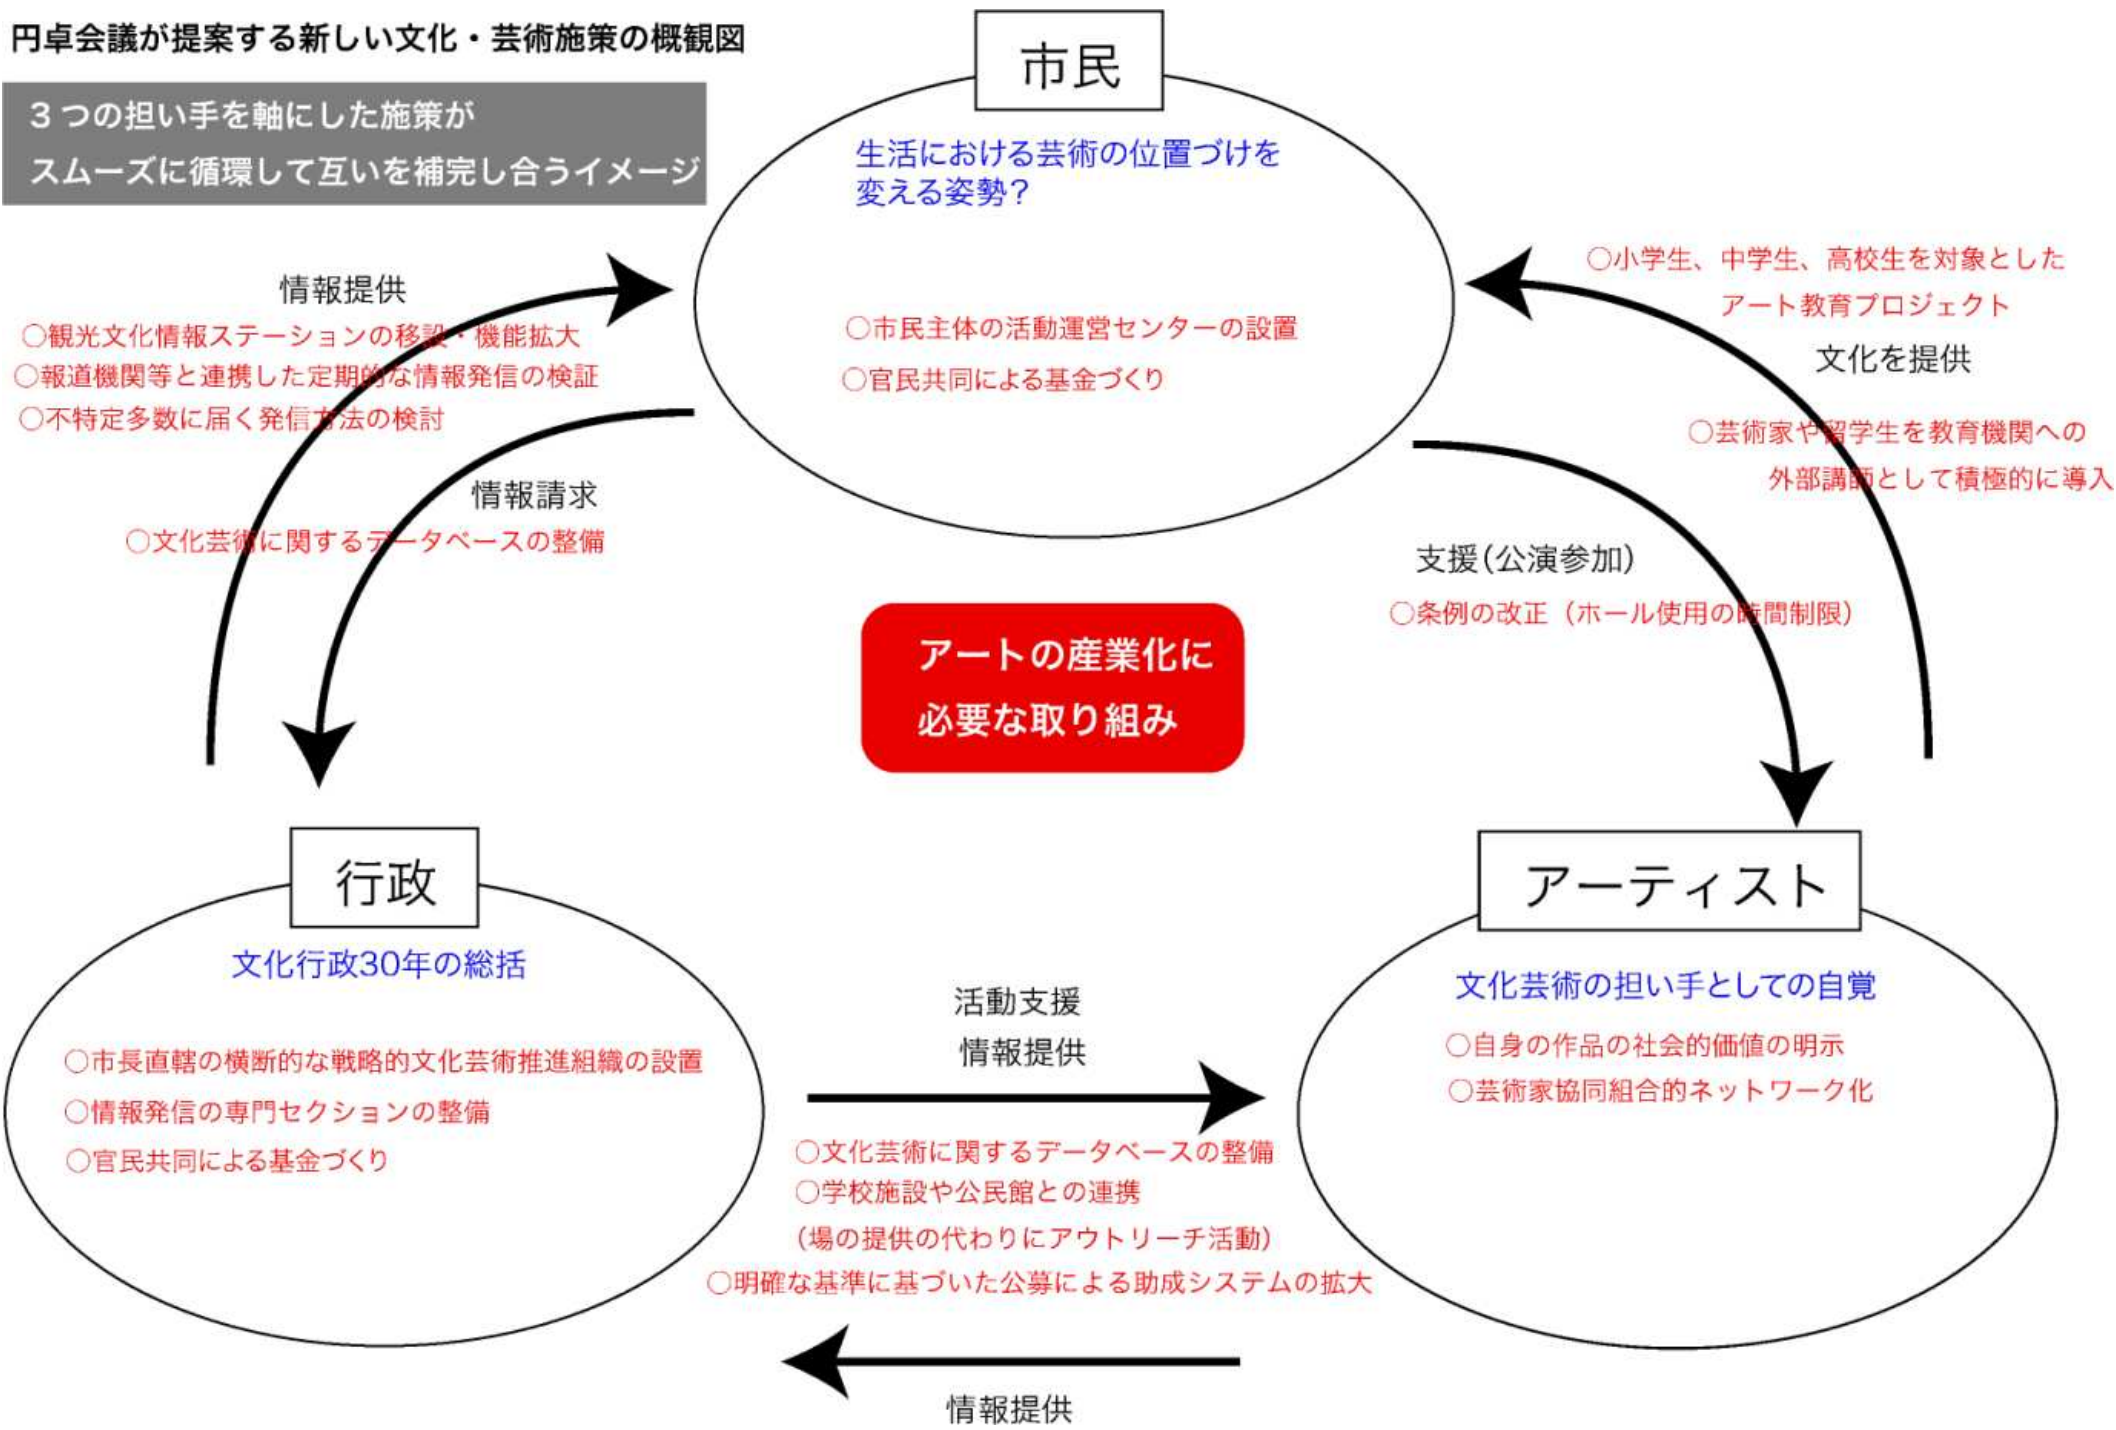 円卓会議が提案する新しい文化・芸術施策の概観図
3つの担い手を軸にした施策が
スムーズに循環して互いを補完し合うイメージ
市民
生活における芸術の位置づけを
変える姿勢?
○市民主体の活動運営センターの設置
○官民共同による基金づくり
情報提供
○観光文化情報ステーションの移設・機能拡大
○報道機関等と連携した定期的な情報発信の検証
○不特定多数に届く発信方法の検討
情報請求
○文化芸術に関するデータベースの整備
○小学生、中学生、高校生を対象とした
アート教育プロジェクト
文化を提供
○芸術家や留学生を教育機関への
外部講師として積極的に導入
支援(公演参加)
○条例の改正(ホール使用の時間制限)
アートの産業化に
必要な取り組み
行政
文化行政30年の総括
○市長直轄の横断的な戦略的文化芸術推進組織の設置
○情報発信の専門セクションの整備
○官民共同による基金づくり
活動支援
情報提供
○文化芸術に関するデータベースの整備
○学校施設や公民館との連携
(場の提供の代わりにアウトリーチ活動)
○明確な基準に基づいた公募による助成システムの拡大
情報提供
アーティスト
文化芸術の担い手としての自覚
○自身の作品の社会的価値の明示
○芸術家協同組合的ネットワーク化